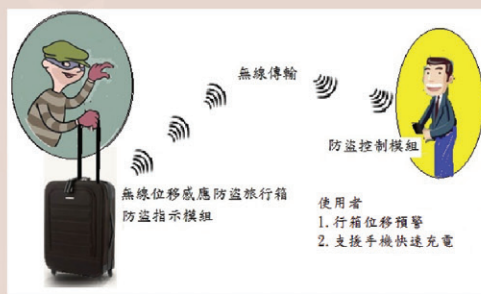 無線傳輸
防盜控制模組
無線位移感應防盜旅行箱
防盜指示模組
使用者
1. 行箱位移預警
2. 支援手機快速充電